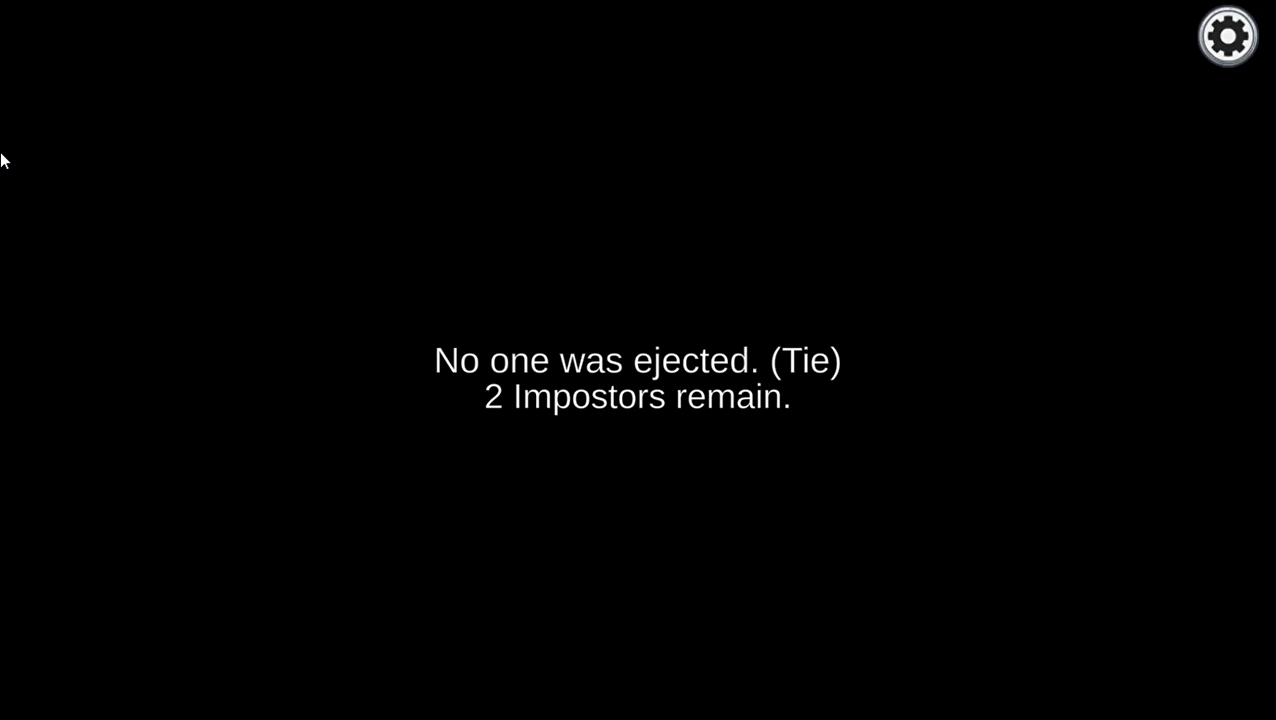 No one was ejected. (Tie)
2 Impostors remain.